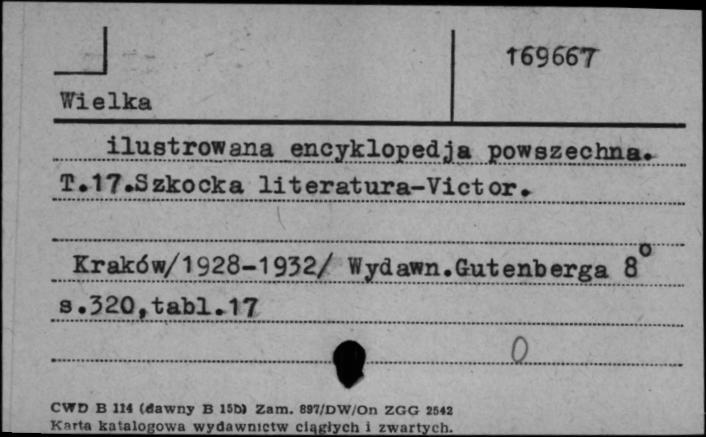 169667
Wielka
ilustrowana encyklopedja powszechna.
T.17.Szkocka literatura-Victor.
Kraków/1928-1932/ Wydawn.Gutenberga 8°
s.320,tabl.17
0
CWD B 114 (dawny B 15b) Zam. 897/DW/On ZGG 2542
Karta katalogowa wydawnictw ciągłych i zwartych.